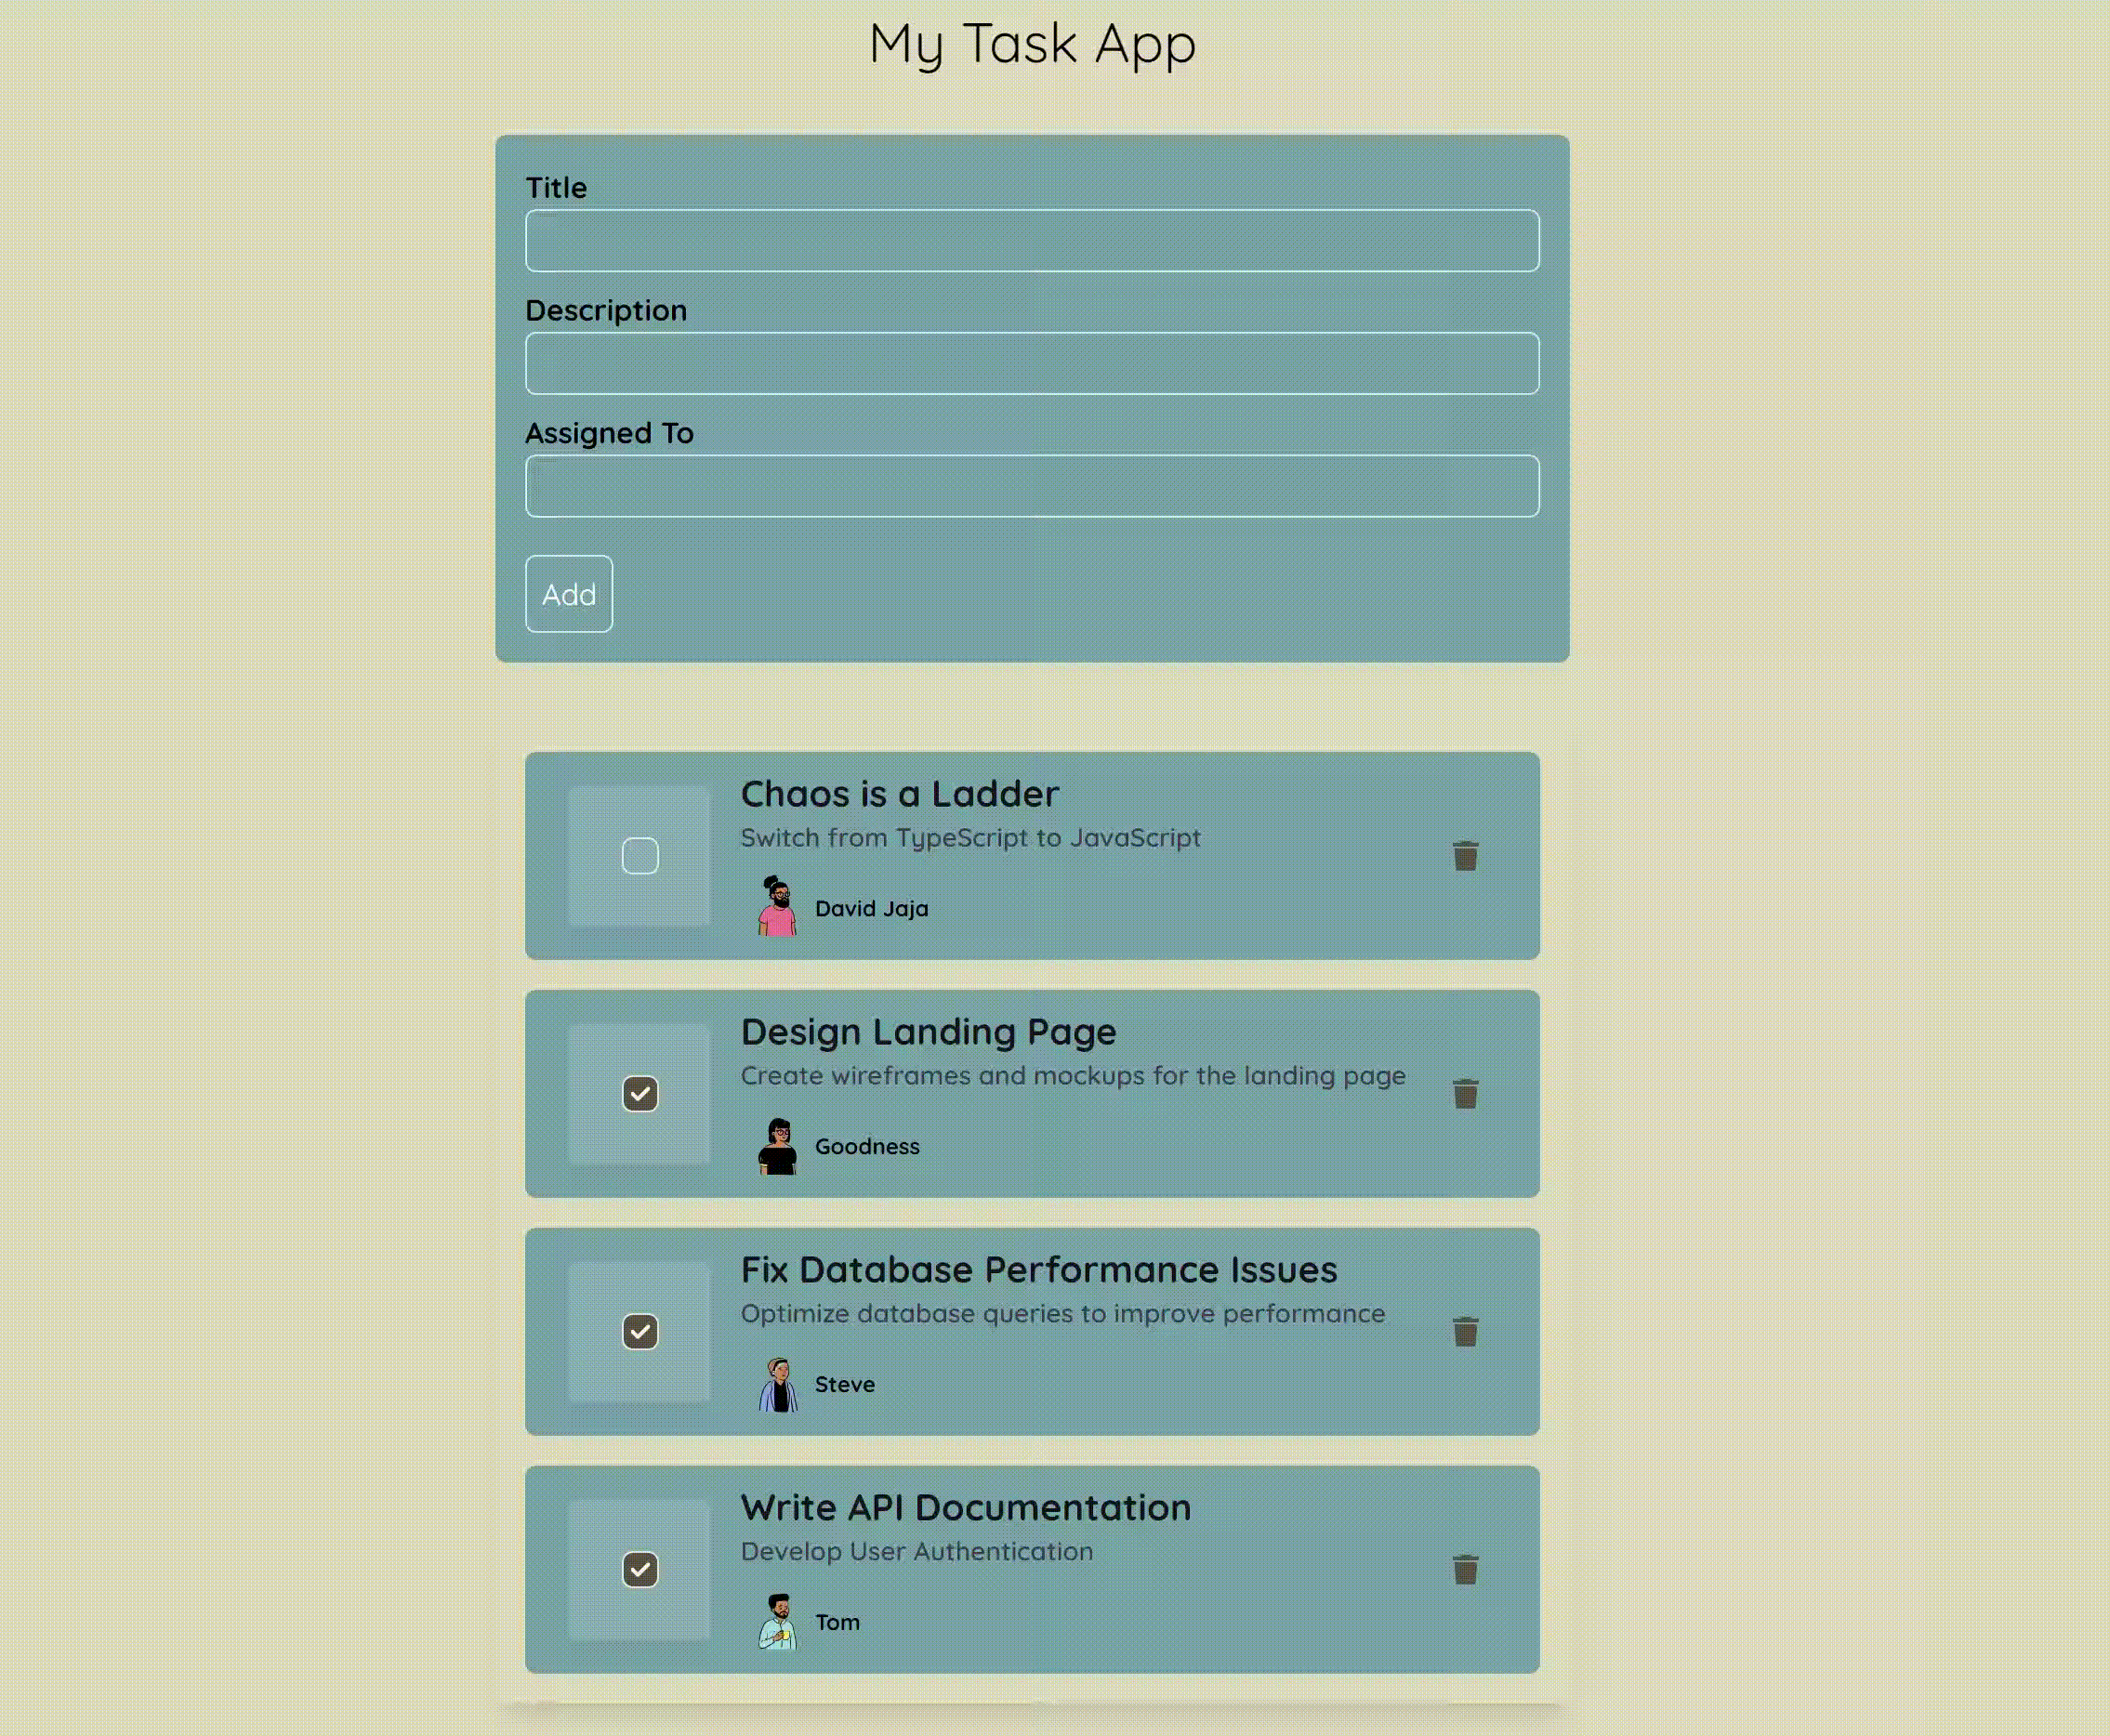 My Task App
Title
Description
Assigned To
Add
Chaos is a Ladder
Switch from TypeScript to JavaScript
David Jaja
Design Landing Page
Create wireframes and mockups for the landing page
Goodness
Fix Database Performance Issues
Optimize database queries to improve performance
Steve
Write API Documentation
Develop User Authentication
Tom